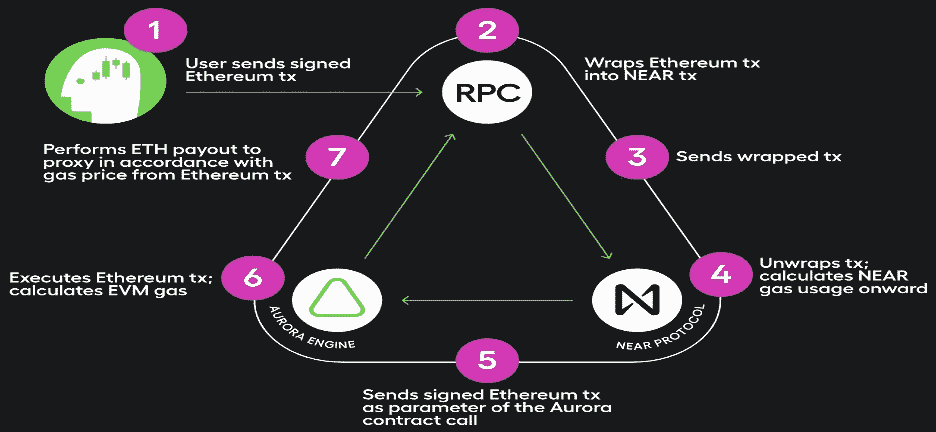 1
User sends signed
Ethereum tx
2
RPC
Wraps Ethereum tx
into NEAR tx
3
Sends wrapped tx
7
Performs ETH payout to
proxy in accordance with
gas price from Ethereum tx
4
Unwraps tx;
calculates NEAR
gas usage onward
NEAR PROTOCOL
6
Executes Ethereum tx;
calculates EVM gas
AURORA ENGINE
5
Sends signed Ethereum tx
as parameter of the Aurora
contract call